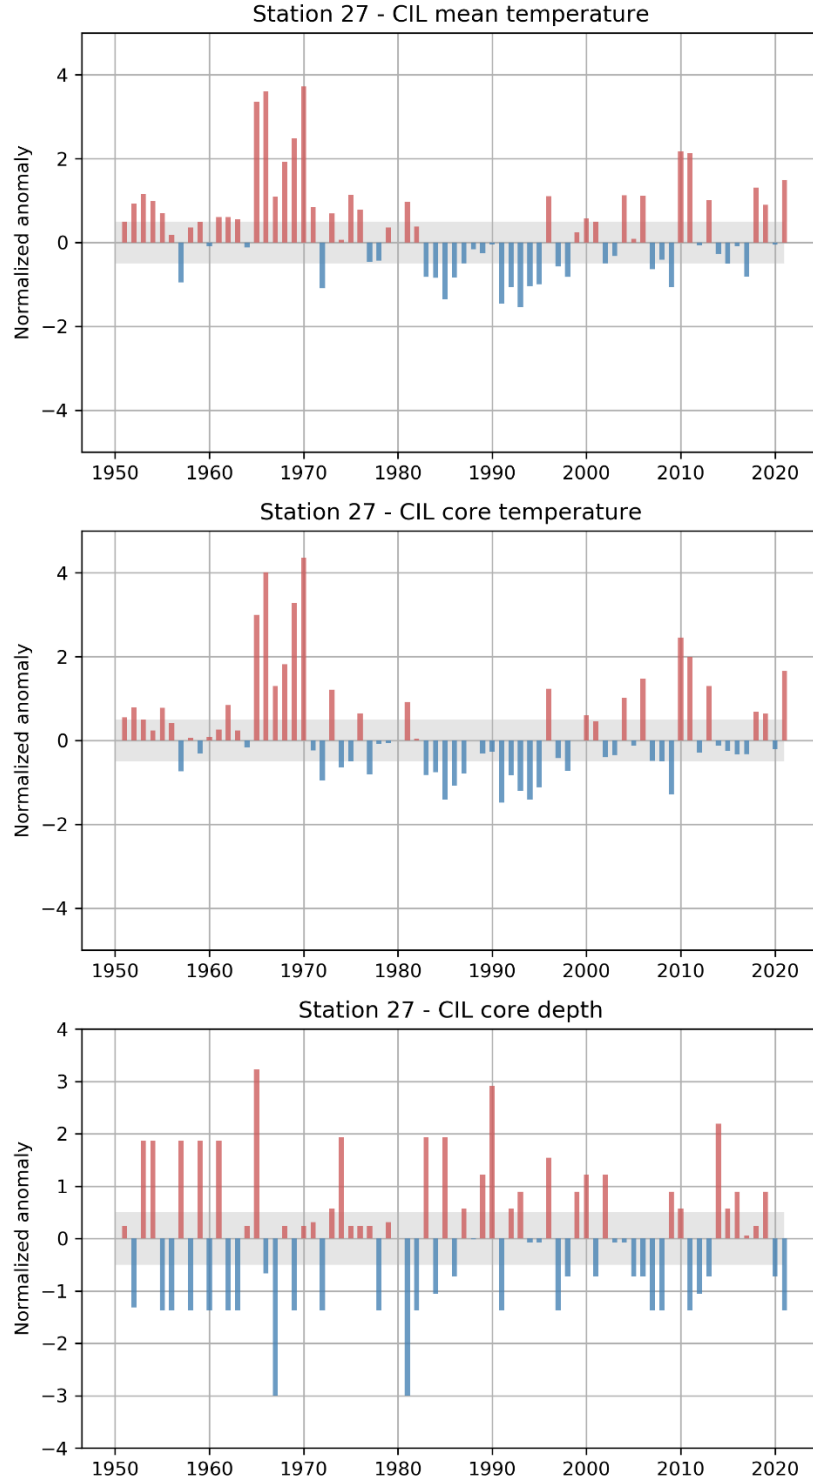 Station 27 - CIL mean temperature
Normalized anomaly
4
2
0
−2
−4
1950 1960 1970 1980 1990 2000 2010 2020
Station 27 - CIL core temperature
Normalized anomaly
4
2
0
−2
−4
1950 1960 1970 1980 1990 2000 2010 2020
Station 27 - CIL core depth
Normalized anomaly
4
3
2
1
0
−1
−2
−3
−4
1950 1960 1970 1980 1990 2000 2010 2020